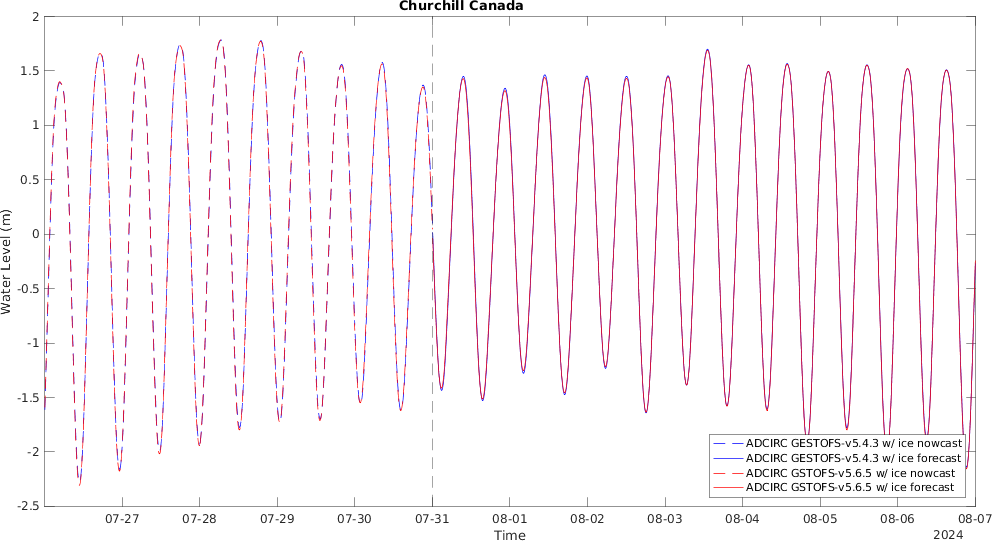 Churchill Canada
2
1.5
1
0.5
0
-0.5
-1
-1.5
-2
-2.5
Water Level (m)
ADCIRC GESTOFS-v5.4.3 w/ ice nowcast
ADCIRC GESTOFS-v5.4.3 w/ ice forecast
ADCIRC GSTOFS-v5.6.5 w/ ice nowcast
ADCIRC GSTOFS-v5.6.5 w/ ice forecast
07-27 07-28 07-29 07-30 07-31 08-01 08-02 08-03 08-04 08-05 08-06 08-07
Time
2024